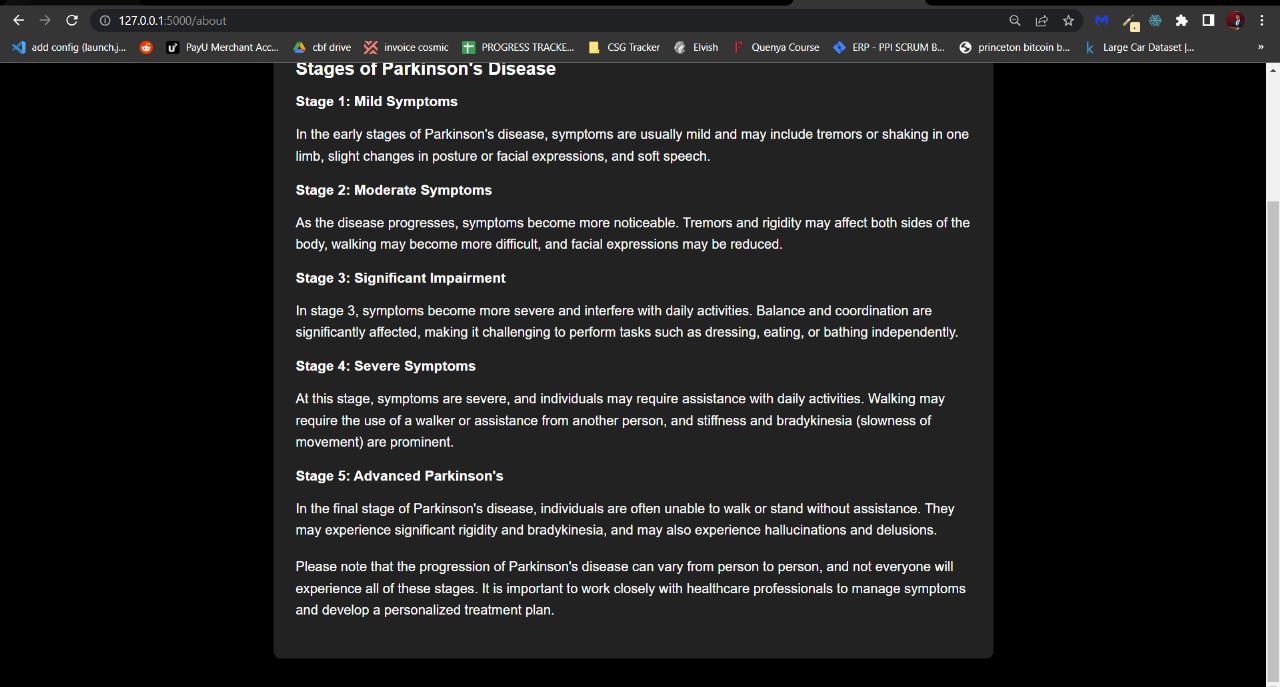 127.0.0.1:5000/about
add config (launch.j... PayU Merchant Acc... cbf drive invoice cosmic PROGRESS TRACKE... CSG Tracker Elvish Quenya Course ERP - PPI SCRUM B... princeton bitcoin b... Large Car Dataset |... »
Stages of Parkinson's Disease
Stage 1: Mild Symptoms
In the early stages of Parkinson's disease, symptoms are usually mild and may include tremors or shaking in one
limb, slight changes in posture or facial expressions, and soft speech.
Stage 2: Moderate Symptoms
As the disease progresses, symptoms become more noticeable. Tremors and rigidity may affect both sides of the
body, walking may become more difficult, and facial expressions may be reduced.
Stage 3: Significant Impairment
In stage 3, symptoms become more severe and interfere with daily activities. Balance and coordination are
significantly affected, making it challenging to perform tasks such as dressing, eating, or bathing independently.
Stage 4: Severe Symptoms
At this stage, symptoms are severe, and individuals may require assistance with daily activities. Walking may
require the use of a walker or assistance from another person, and stiffness and bradykinesia (slowness of
movement) are prominent.
Stage 5: Advanced Parkinson's
In the final stage of Parkinson's disease, individuals are often unable to walk or stand without assistance. They
may experience significant rigidity and bradykinesia, and may also experience hallucinations and delusions.
Please note that the progression of Parkinson's disease can vary from person to person, and not everyone will
experience all of these stages. It is important to work closely with healthcare professionals to manage symptoms
and develop a personalized treatment plan.